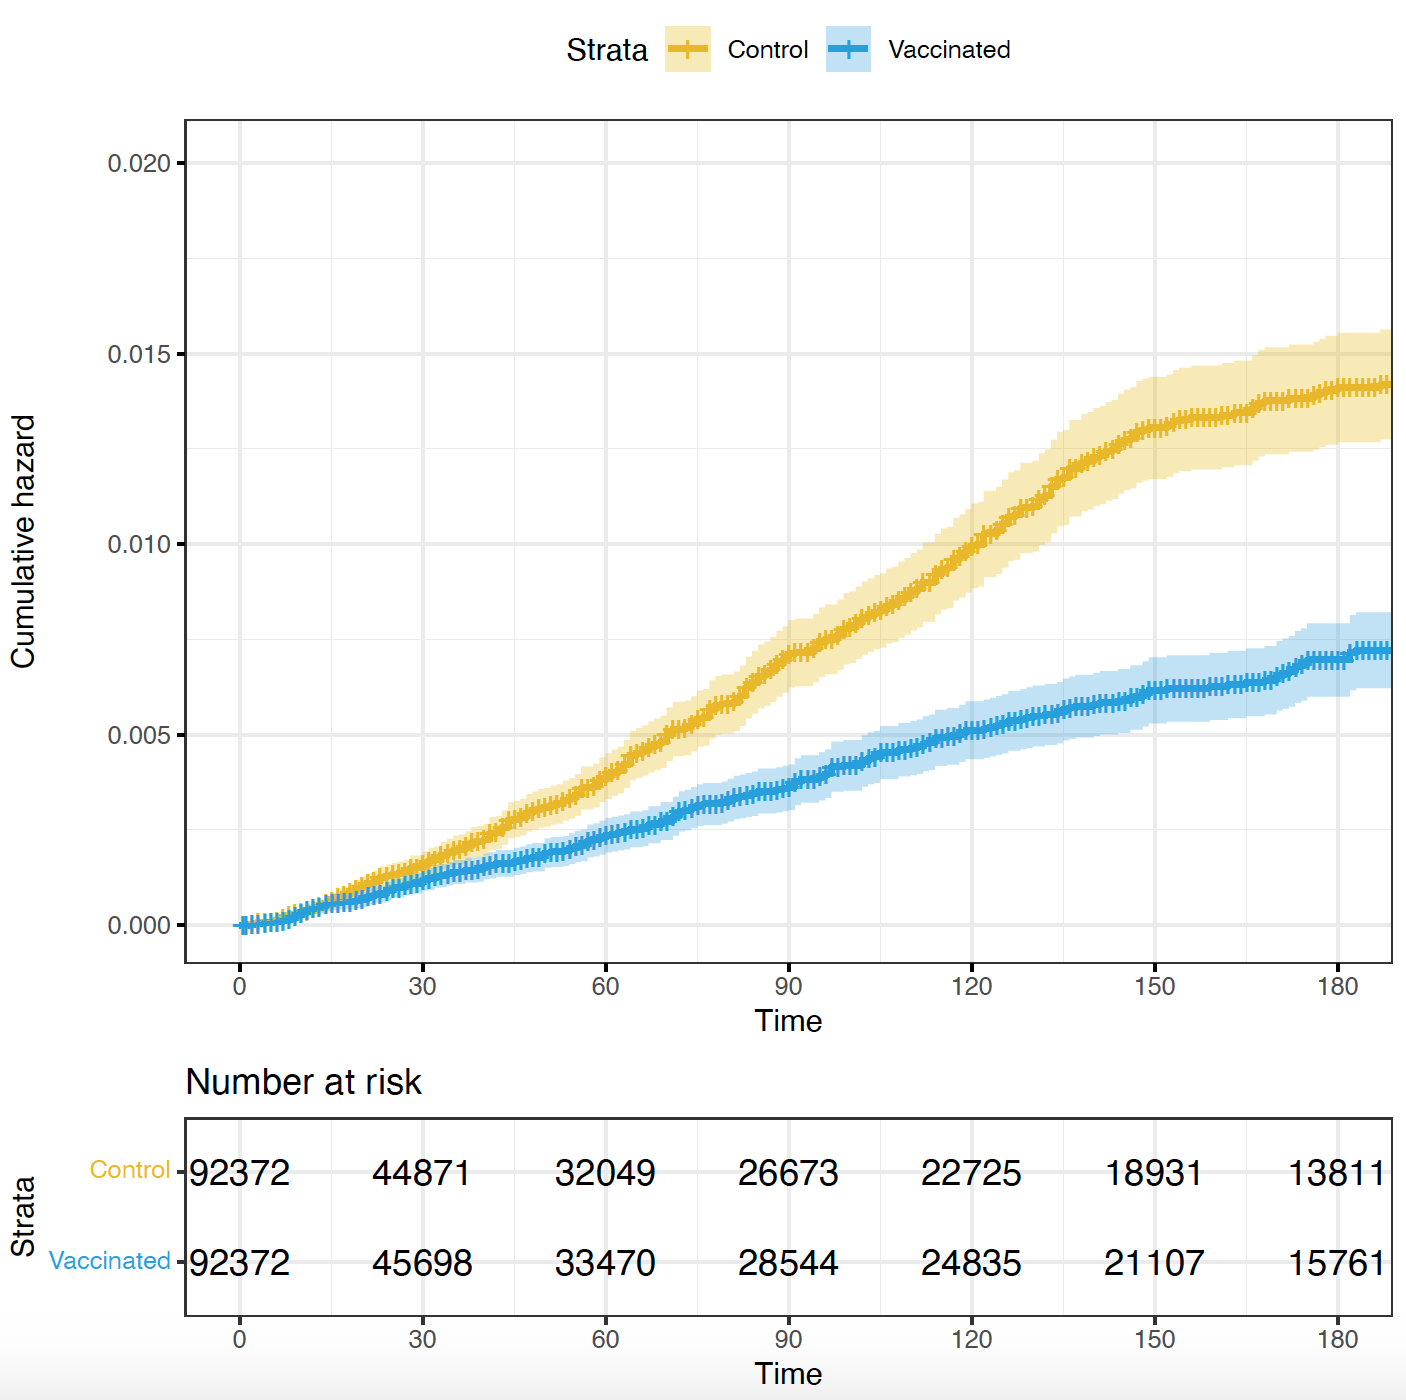 Strata Control Vaccinated
0.020
0.015
0.010
0.005
0.000
Cumulative hazard
0 30 60 90 120 150 180
Time
Number at risk
Strata
Control 92372 44871 32049 26673 22725 18931 13811
Vaccinated 92372 45698 33470 28544 24835 21107 15761
0 30 60 90 120 150 180
Time